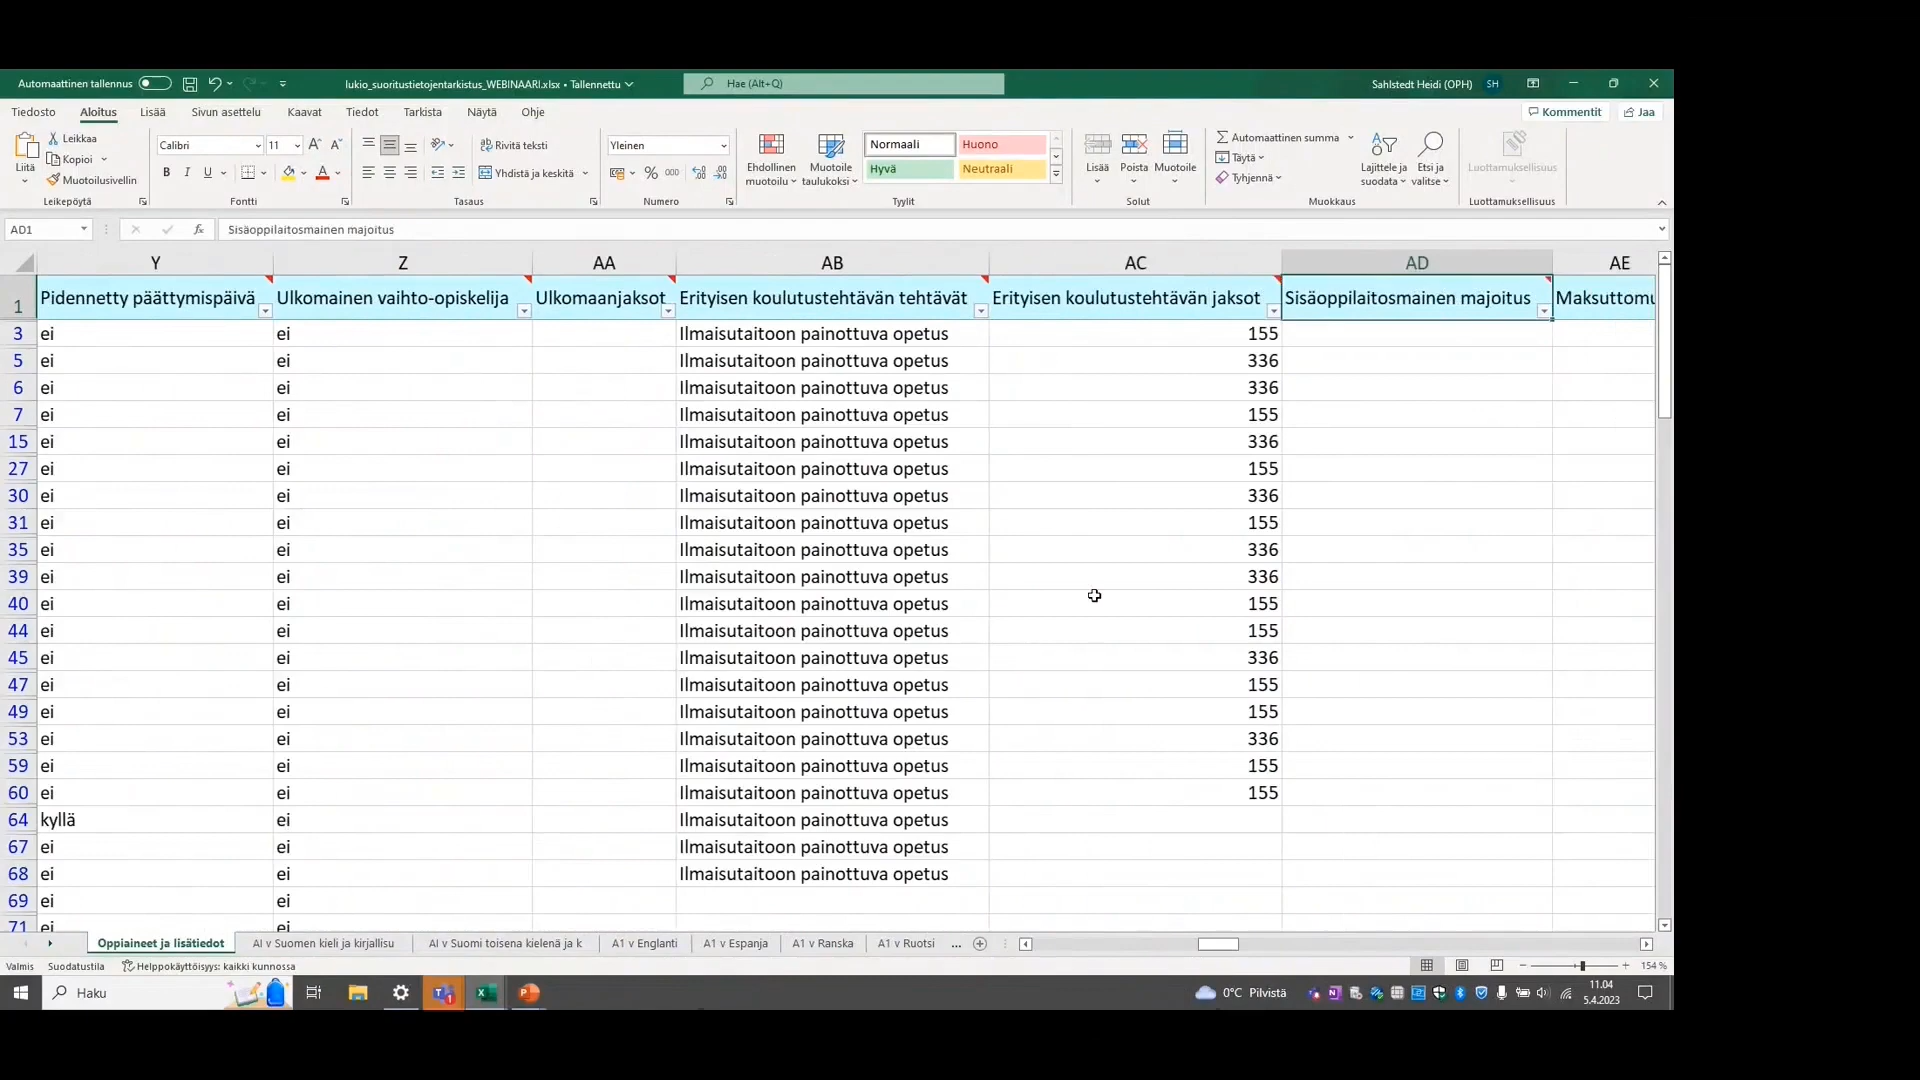 Automaattinen tallennus lukio_suoritustietojentarkistus_WEBINAARI.xlsx • Tallennettu Hae (Alt+Q) Sahlstedt Heidi (OPH) SH
Tiedosto Aloitus Lisää Sivun asettelu Kaavat Tiedot Tarkista Näytä Ohje Kommentit Jaa
Liitä Leikkaa Kopioi Muotoilusivellin Leikepöytä
Calibri 11 B I U A Fontti
Rivitä teksti Yhdistä ja keskitä Tasaus
Yleinen % 000 Numero
Ehdollinen muotoilu Muotoile taulukoksi Normaali Huono Hyvä Neutraali Tyylit
Lisää Poista Muotoile Solut
Automaattinen summa Täytä Tyhjennä Lajittele ja suodata Etsi ja valitse Muokkaus
Luottamuksellisuus Luottamuksellisuus
AD1 fx Sisäoppilaitosmainen majoitus
Y Z AA AB AC AD AE
1 Pidennetty päättymispäivä Ulkomainen vaihto-opiskelija Ulkomaanjaksot Erityisen koulutustehtävän tehtävät Erityisen koulutustehtävän jaksot Sisäoppilaitosmainen majoitus Maksuttomu
3 ei ei Ilmaisutaitoon painottuva opetus 155
5 ei ei Ilmaisutaitoon painottuva opetus 336
6 ei ei Ilmaisutaitoon painottuva opetus 336
7 ei ei Ilmaisutaitoon painottuva opetus 155
15 ei ei Ilmaisutaitoon painottuva opetus 336
27 ei ei Ilmaisutaitoon painottuva opetus 155
30 ei ei Ilmaisutaitoon painottuva opetus 336
31 ei ei Ilmaisutaitoon painottuva opetus 155
35 ei ei Ilmaisutaitoon painottuva opetus 336
39 ei ei Ilmaisutaitoon painottuva opetus 336
40 ei ei Ilmaisutaitoon painottuva opetus 155
44 ei ei Ilmaisutaitoon painottuva opetus 155
45 ei ei Ilmaisutaitoon painottuva opetus 336
47 ei ei Ilmaisutaitoon painottuva opetus 155
49 ei ei Ilmaisutaitoon painottuva opetus 155
53 ei ei Ilmaisutaitoon painottuva opetus 336
59 ei ei Ilmaisutaitoon painottuva opetus 155
60 ei ei Ilmaisutaitoon painottuva opetus 155
64 kyllä ei Ilmaisutaitoon painottuva opetus
67 ei ei Ilmaisutaitoon painottuva opetus
68 ei ei Ilmaisutaitoon painottuva opetus
69 ei ei
71 ei ei
Oppiaineet ja lisätiedot AI v Suomen kieli ja kirjallisu AI v Suomi toisena kielenä ja k A1 v Englanti A1 v Espanja A1 v Ranska A1 v Ruotsi ...
Valmis Suodatustila Helppokäyttöisyys: kaikki kunnossa 154 %
Haku 0°C Pilvistä 11.04
5.4.2023